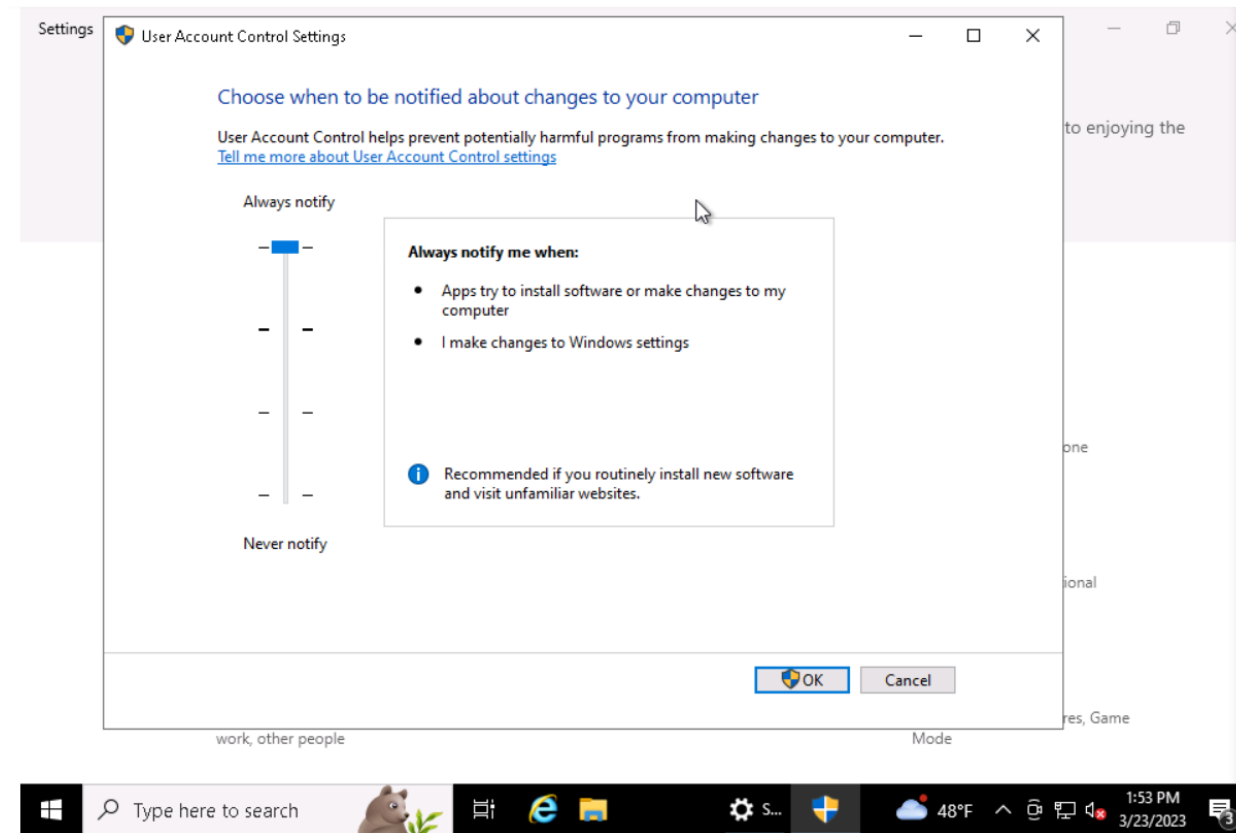 Settings
User Account Control Settings
Choose when to be notified about changes to your computer
User Account Control helps prevent potentially harmful programs from making changes to your computer.
Tell me more about User Account Control settings
to enjoying the
Always notify
Always notify me when:
• Apps try to install software or make changes to my
computer
• I make changes to Windows settings
one
Recommended if you routinely install new software
and visit unfamiliar websites.
Never notify
ional
OK
Cancel
res, Game
work, other people
Mode
Type here to search
S...
48°F
1:53 PM
3/23/2023
3